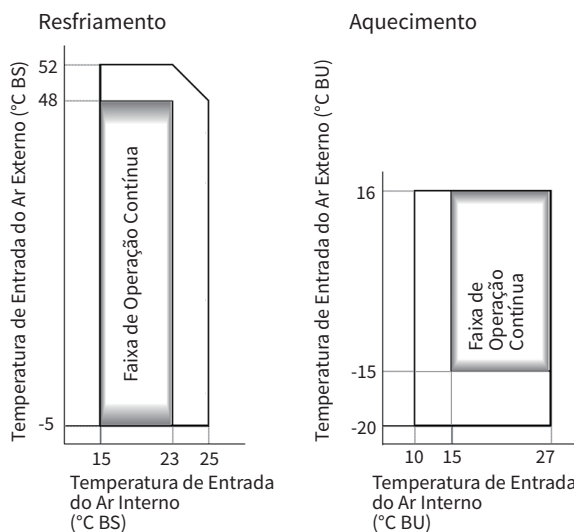 Resfriamento
Temperatura de Entrada do Ar Externo (°C BS)
52
48
-5
Faixa de Operação Contínua
15
23
25
Temperatura de Entrada
do Ar Interno
(°C BS)
Aquecimento
Temperatura de Entrada do Ar Externo (°C BU)
16
-15
-20
Faixa de
Operação
Contínua
10
15
27
Temperatura de Entrada
do Ar Interno
(°C BU)